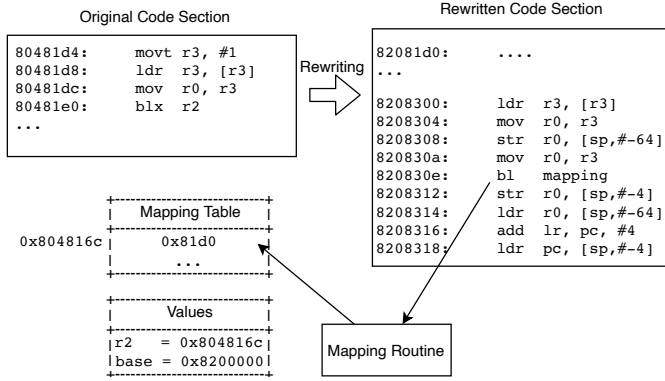 Original Code Section
80481d4: movt r3, #1
80481d8: ldr r3, [r3]
80481dc: mov r0, r3
80481e0: blx r2
...
Rewriting
Rewritten Code Section
82081d0: ....
...
8208300: ldr r3, [r3]
8208304: mov r0, r3
8208308: str r0, [sp,#-64]
820830a: mov r0, r3
820830e: bl mapping
8208312: str r0, [sp,#-4]
8208314: ldr r0, [sp,#-64]
8208316: add lr, pc, #4
8208318: ldr pc, [sp,#-4]
Mapping Table
0x804816c 0x81d0
...
Values
r2 = 0x804816c
base = 0x8200000
Mapping Routine